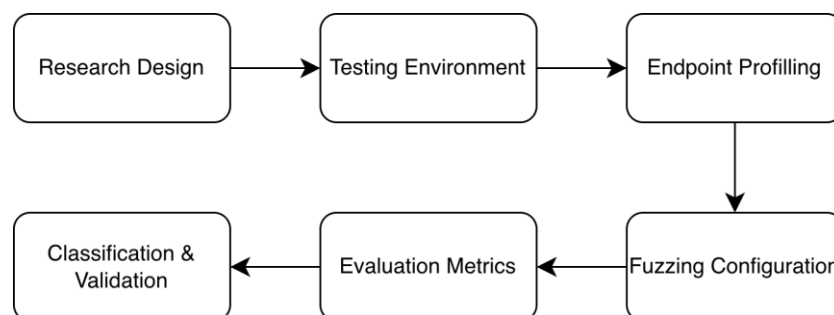 Research Design
Testing Environment
Endpoint Profilling
Fuzzing Configuration
Evaluation Metrics
Classification &
Validation